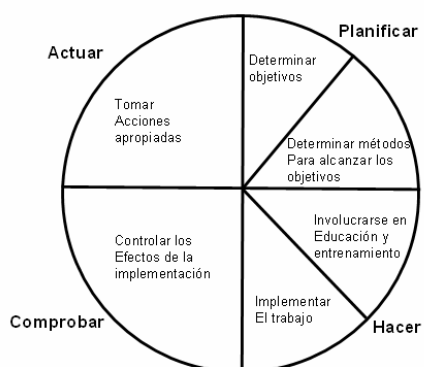 Actuar
Planificar
Determinar
objetivos
Tomar
Acciones
apropiadas
Determinar métodos
Para alcanzar los
objetivos
Involucrarse en
Educación y
entrenamiento
Controlar los
Efectos de la
implementación
Implementar
El trabajo
Comprobar
Hacer